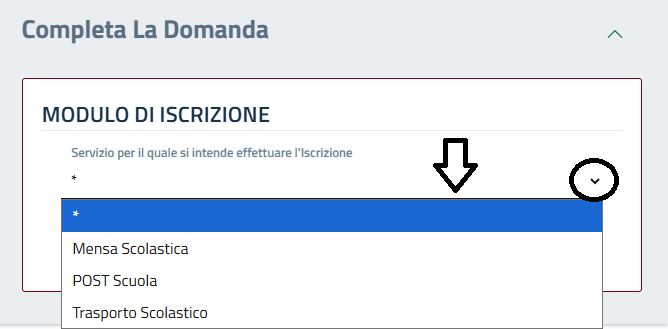 Completa La Domanda
MODULO DI ISCRIZIONE
Servizio per il quale si intende effettuare l'Iscrizione
*
*
Mensa Scolastica
POST Scuola
Trasporto Scolastico